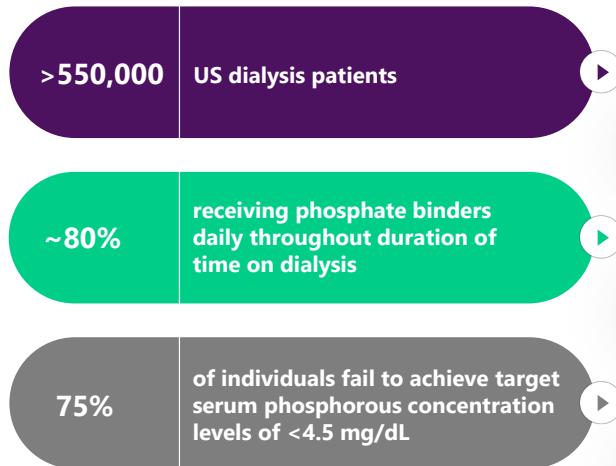 >550,000 US dialysis patients
~80%
receiving phosphate binders
daily throughout duration of
time on dialysis
75%
of individuals fail to achieve target
serum phosphorous concentration
levels of <4.5 mg/dL